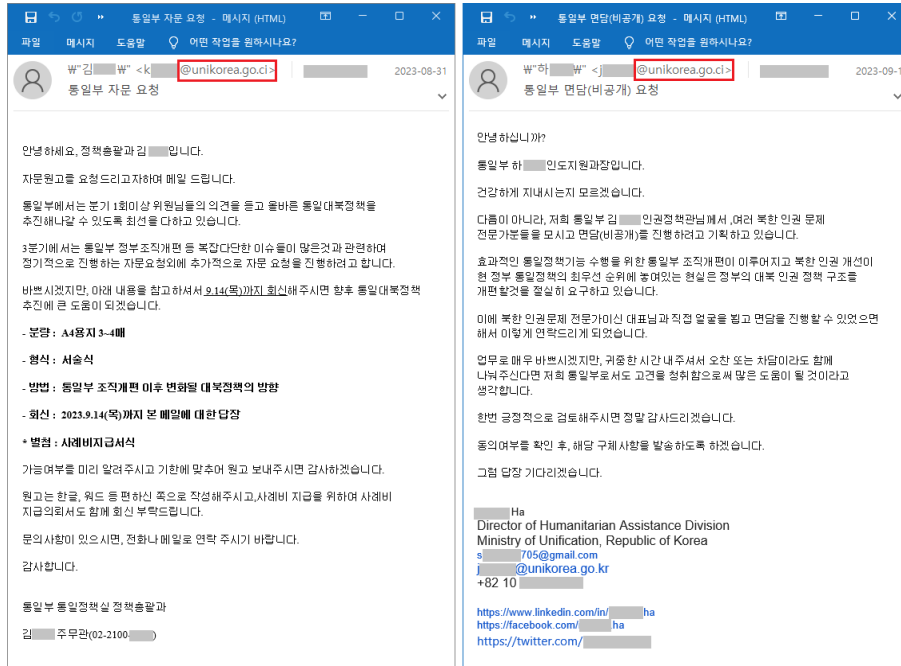 통일부 자문 요청 - 메시지 (HTML)
파일 메시지 도움말 어떤 작업을 원하시나요?
₩"김 ₩" <k @unikorea.go.ci>
2023-08-31
통일부 자문 요청
안녕하세요, 정책총괄과 김 입니다.
자문원고를 요청드리고자하여 메일 드립니다.
통일부에서는 분기 1회이상 위원님들의 의견을 듣고 올바른 통일대북정책을
추진해나갈 수 있도록 최선을 다하고 있습니다.
3분기에서는 통일부 정부조직개편 등 복잡다단한 이슈들이 많은것과 관련하여
정기적으로 진행하는 자문요청외에 추가적으로 자문 요청을 진행하려고 합니다.
바쁘시겠지만, 아래 내용을 참고하셔서 9.14(목)까지 회신해주시면 향후 통일대북정책
추진에 큰 도움이 되겠습니다.
- 분량 : A4용지 3~4매
- 형식 : 서술식
- 방법 : 통일부 조직개편 이후 변화될 대북정책의 방향
- 회신 : 2023.9.14(목)까지 본 메일에 대한 답장
* 별첨 : 사례비지급서식
가능여부를 미리 알려주시고 기한에 맞추어 원고 보내주시면 감사하겠습니다.
원고는 한글, 워드 등 편하신 쪽으로 작성해주시고,사례비 지급을 위하여 사례비
지급의뢰서도 함께 회신 부탁드립니다.
문의사항이 있으시면, 전화나 메일로 연락 주시기 바랍니다.
감사합니다.
통일부 통일정책실 정책총괄과
김 주무관(02-2100- )
통일부 면담(비공개) 요청 - 메시지 (HTML)
파일 메시지 도움말 어떤 작업을 원하시나요?
₩"하 ₩" <j @unikorea.go.ci>
2023-09-1
통일부 면담(비공개) 요청
안녕하십니까?
통일부 하 인도지원과장입니다.
건강하게 지내시는지 모르겠습니다.
다름이 아니라, 저희 통일부 김 인권정책관님께서 ,여러 북한 인권 문제
전문가분들을 모시고 면담(비공개)를 진행하려고 기획하고 있습니다.
효과적인 통일정책기능 수행을 위한 통일부 조직개편이 이루어지고 북한 인권 개선이
현 정부 통일정책의 최우선 순위에 놓여있는 현실은 정부의 대북 인권 정책 구조를
개편할것을 절실히 요구하고 있습니다.
이에 북한 인권문제 전문가이신 대표님과 직접 얼굴을 뵙고 면담을 진행할 수 있었으면
해서 이렇게 연락드리게 되었습니다.
업무로 매우 바쁘시겠지만, 귀중한 시간 내주셔서 오찬 또는 차담이라도 함께
나눠주신다면 저희 통일부로서도 고견을 청취함으로써 많은 도움이 될 것이라고
생각합니다.
한번 긍정적으로 검토해주시면 정말 감사드리겠습니다.
동의여부를 확인 후, 해당 구체사항을 발송하도록 하겠습니다.
그럼 답장 기다리겠습니다.
Ha
Director of Humanitarian Assistance Division
Ministry of Unification, Republic of Korea
s 705@gmail.com
j @unikorea.go.kr
+82 10
https://www.linkedin.com/in/ ha
https://facebook.com/ .ha
https://twitter.com/